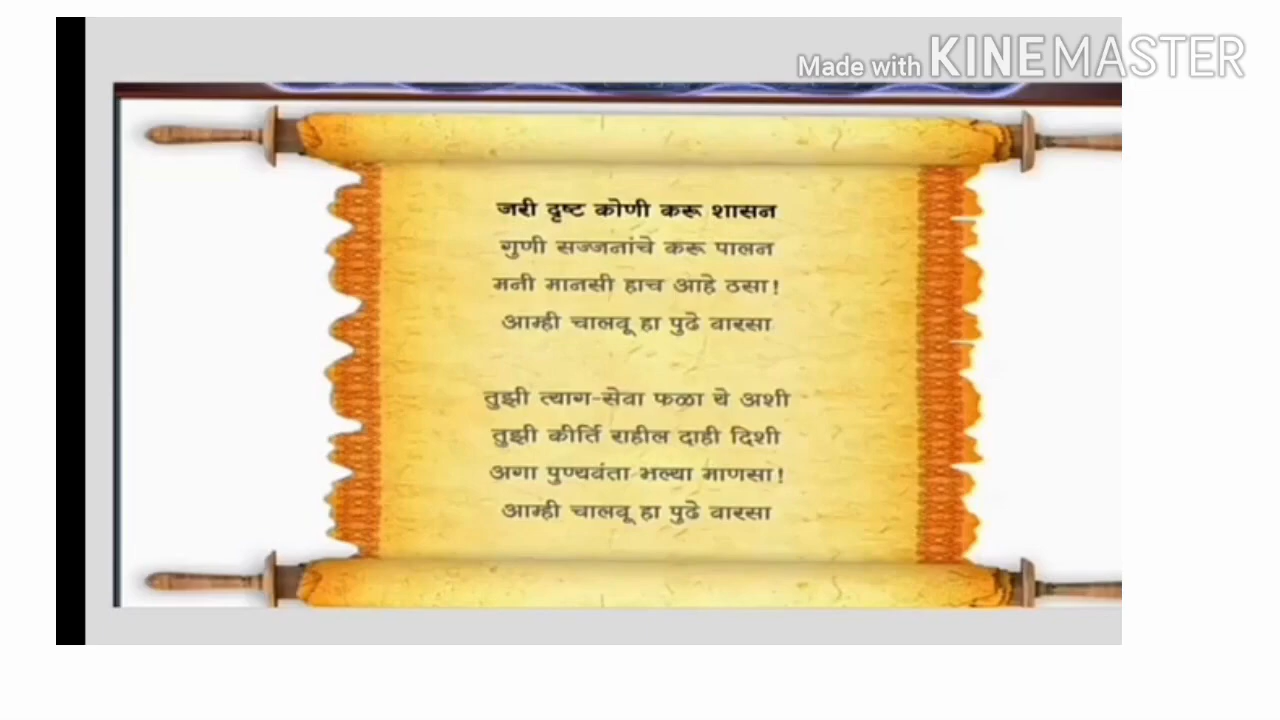 Made with KINEMASTER
जरी दृष्ट कोणी करू शासन
गुणी सज्जनांचे करू पालन
मनी मानसी हाच आहे ठसा!
आम्ही चालवू हा पुढे वारसा
तुझी त्याग-सेवा फळा ये अशी
तुझी कीर्ति राहील दाही दिशी
अगा पुण्यवंता भल्या माणसा!
आम्ही चालवू हा पुढे वारसा